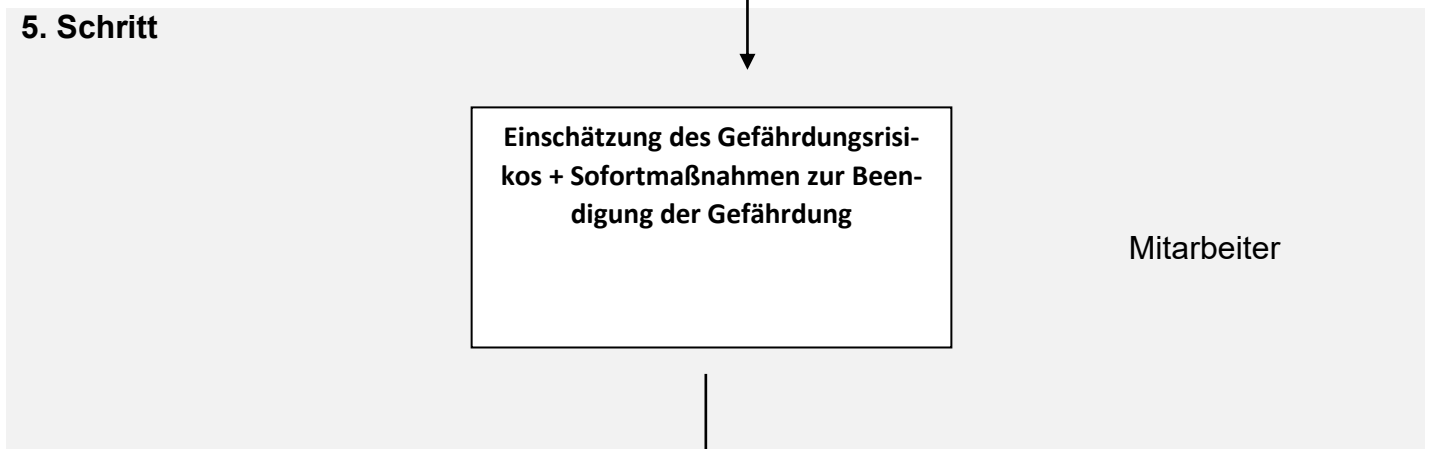 5. Schritt
Einschätzung des Gefährdungsrisi-
kos + Sofortmaßnahmen zur Been-
digung der Gefährdung
Mitarbeiter